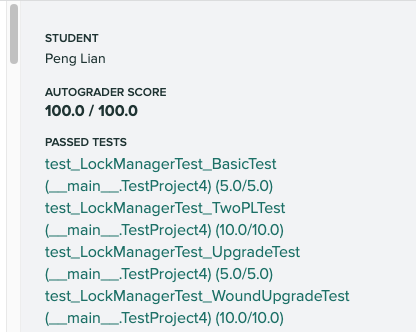 STUDENT
Peng Lian
AUTOGRADER SCORE
100.0 / 100.0
PASSED TESTS
test_LockManagerTest_BasicTest
(__main__.TestProject4) (5.0/5.0)
test_LockManagerTest_TwoPLTest
(__main__.TestProject4) (10.0/10.0)
test_LockManagerTest_UpgradeTest
(__main__.TestProject4) (5.0/5.0)
test_LockManagerTest_WoundUpgradeTest
(__main__.TestProject4) (10.0/10.0)